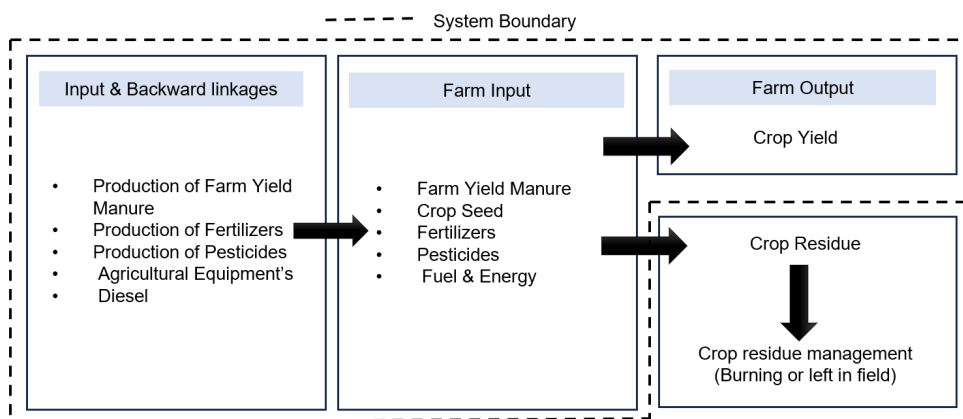 System Boundary
Input & Backward linkages
• Production of Farm Yield
Manure
• Production of Fertilizers
• Production of Pesticides
• Agricultural Equipment's
• Diesel
Farm Input
• Farm Yield Manure
• Crop Seed
• Fertilizers
• Pesticides
• Fuel & Energy
Farm Output
Crop Yield
Crop Residue
Crop residue management
(Burning or left in field)